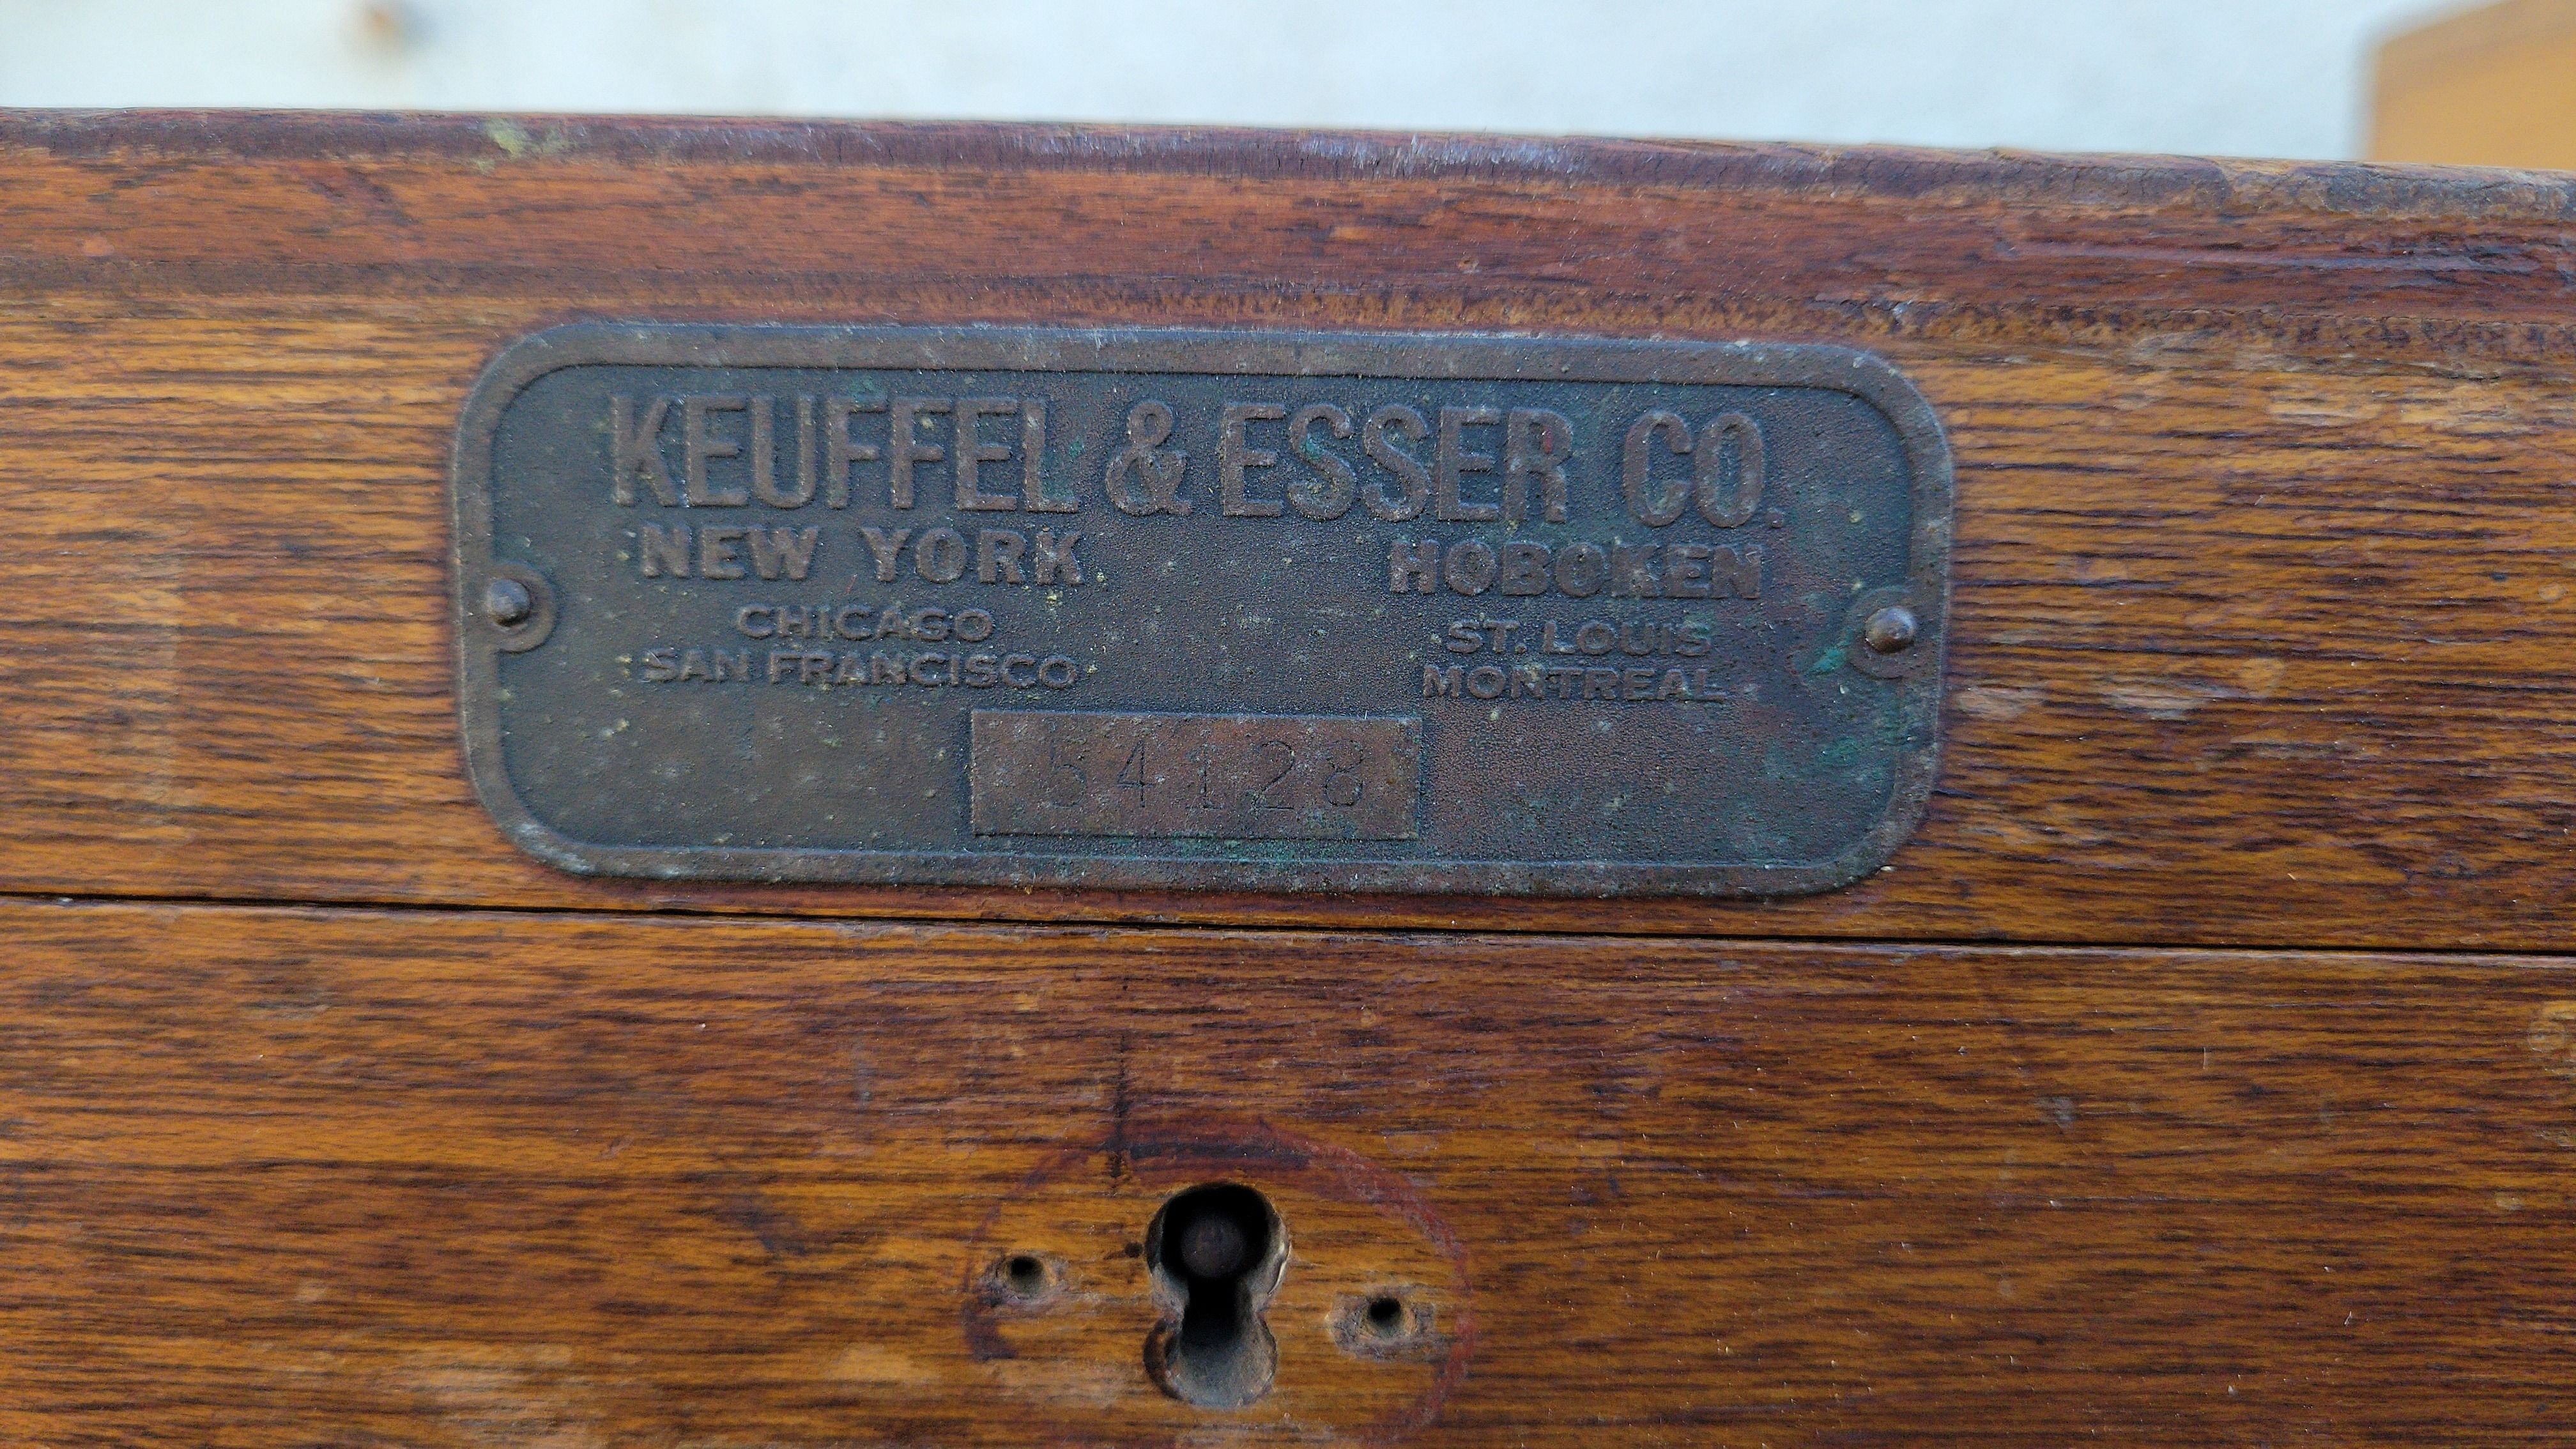 KEUFFEL & ESSER CO.
NEW YORK HOBOKEN
CHICAGO ST. LOUIS
SAN FRANCISCO MONTREAL
54128